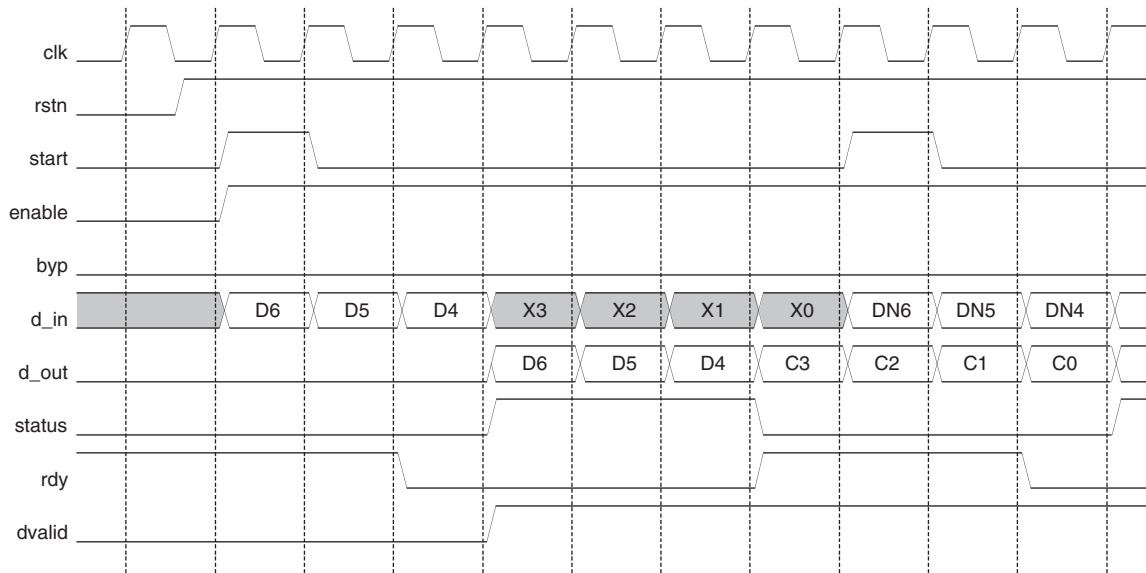 clk
rstn
start
enable
byp
d_in D6 D5 D4 X3 X2 X1 X0 DN6 DN5 DN4
d_out D6 D5 D4 C3 C2 C1 C0
status
rdy
dvalid